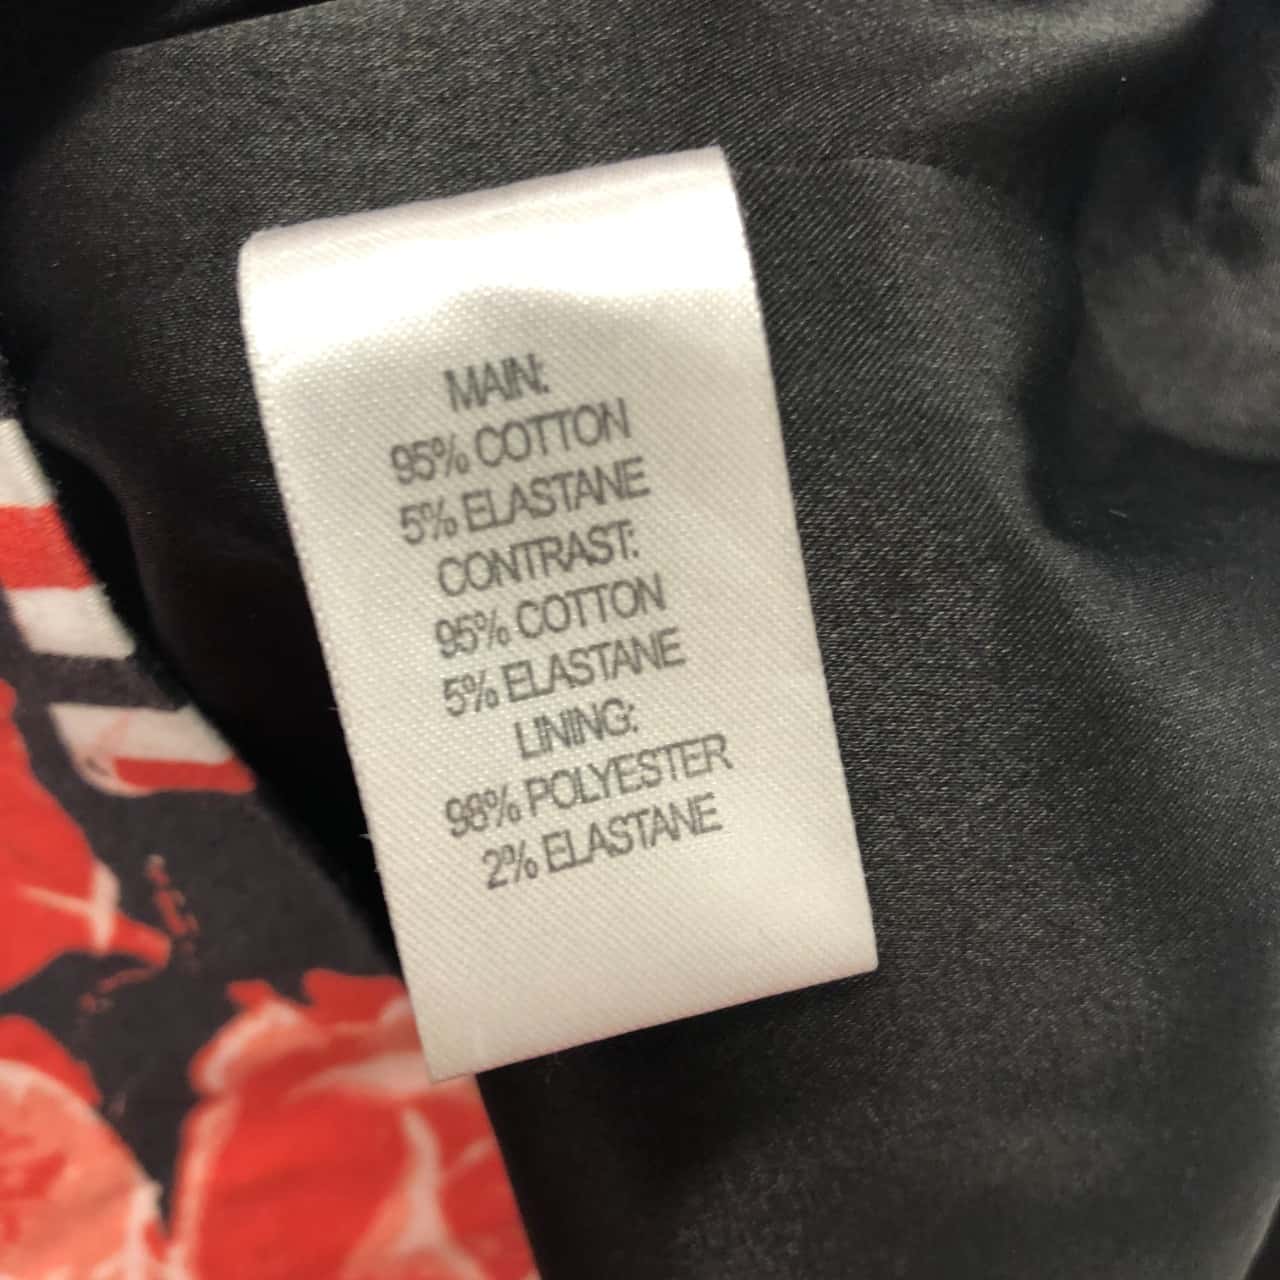 MAIN:
95% COTTON
5% ELASTANE
CONTRAST:
95% COTTON
5% ELASTANE
LINING:
98% POLYESTER
2% ELASTANE